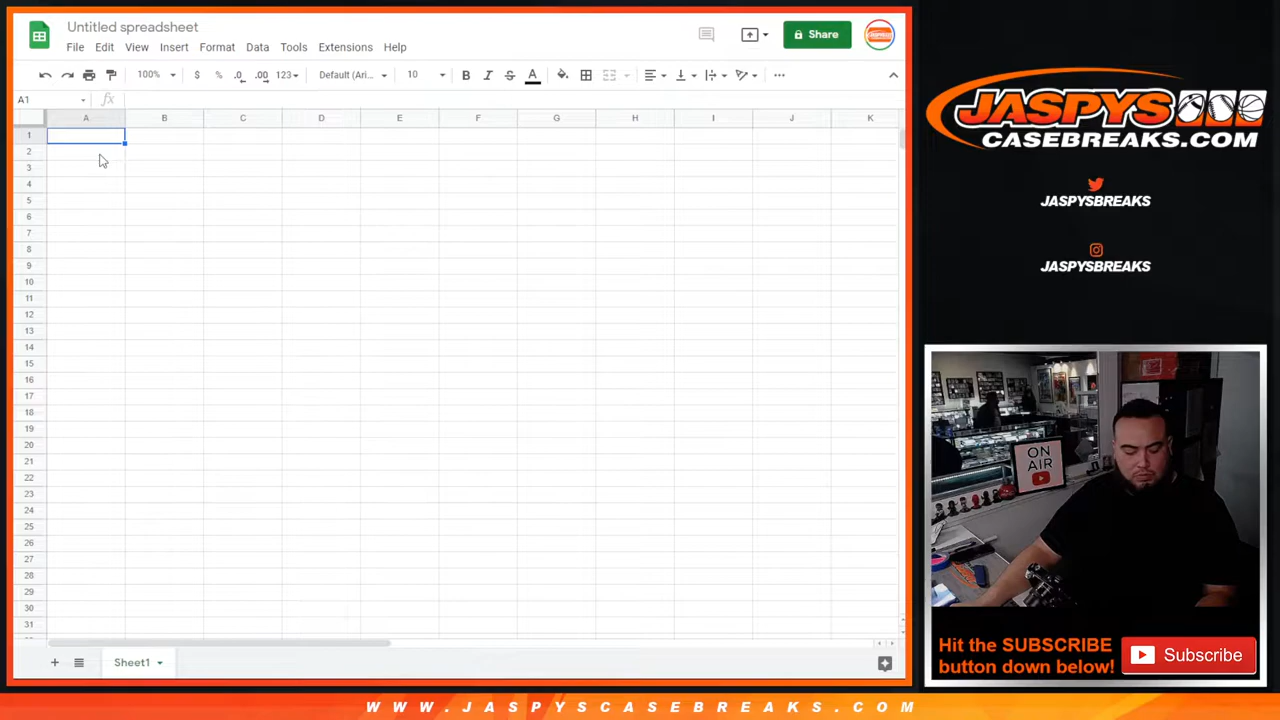 Untitled spreadsheet
File Edit View Insert Format Data Tools Extensions Help
Share
100% $ % .0 .00 123 Default (Ari... 10 B I S A
A1 fx
A B C D E F G H I J K
1
2
3
4
5
6
7
8
9
10
11
12
13
14
15
16
17
18
19
20
21
22
23
24
25
26
27
28
29
30
31
Sheet1
JASPYS
CASEBREAKS.COM
JASPYSBREAKS
JASPYSBREAKS
ON
AIR
Hit the SUBSCRIBE
button down below!
Subscribe
WWW.JASPYSCASEBREAKS.COM